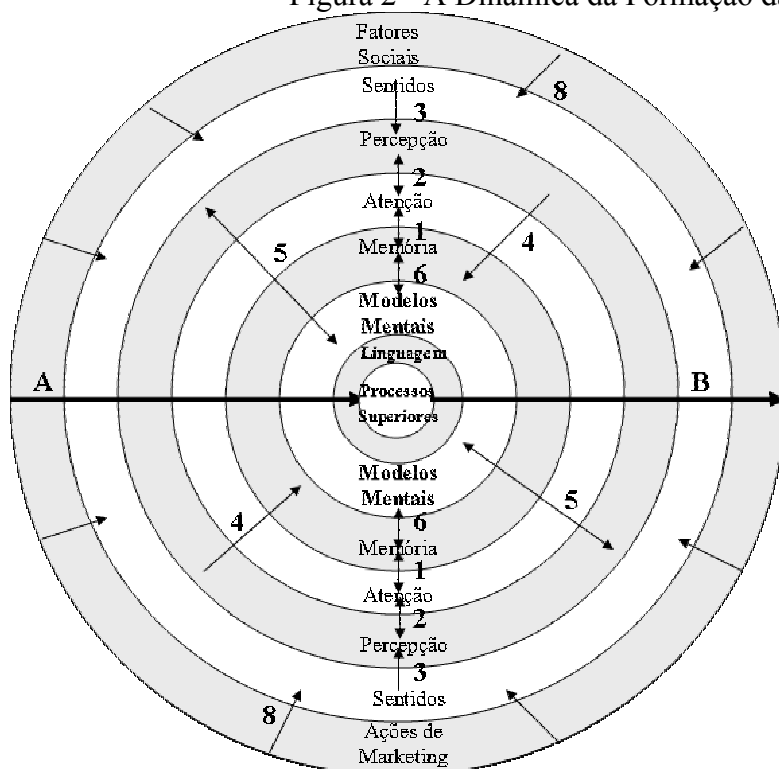 Figura 2 - A Dinâmica da Formação da
Fatores
Sociais
8
Sentidos
3
Percepção
2
Atenção
1
5
4
Memória
6
Modelos
Mentais
Linguagem
A
B
Processos
Superiores
Modelos
Mentais
5
6
4
Memória
1
Atenção
2
Percepção
3
Sentidos
8
Ações de
Marketing